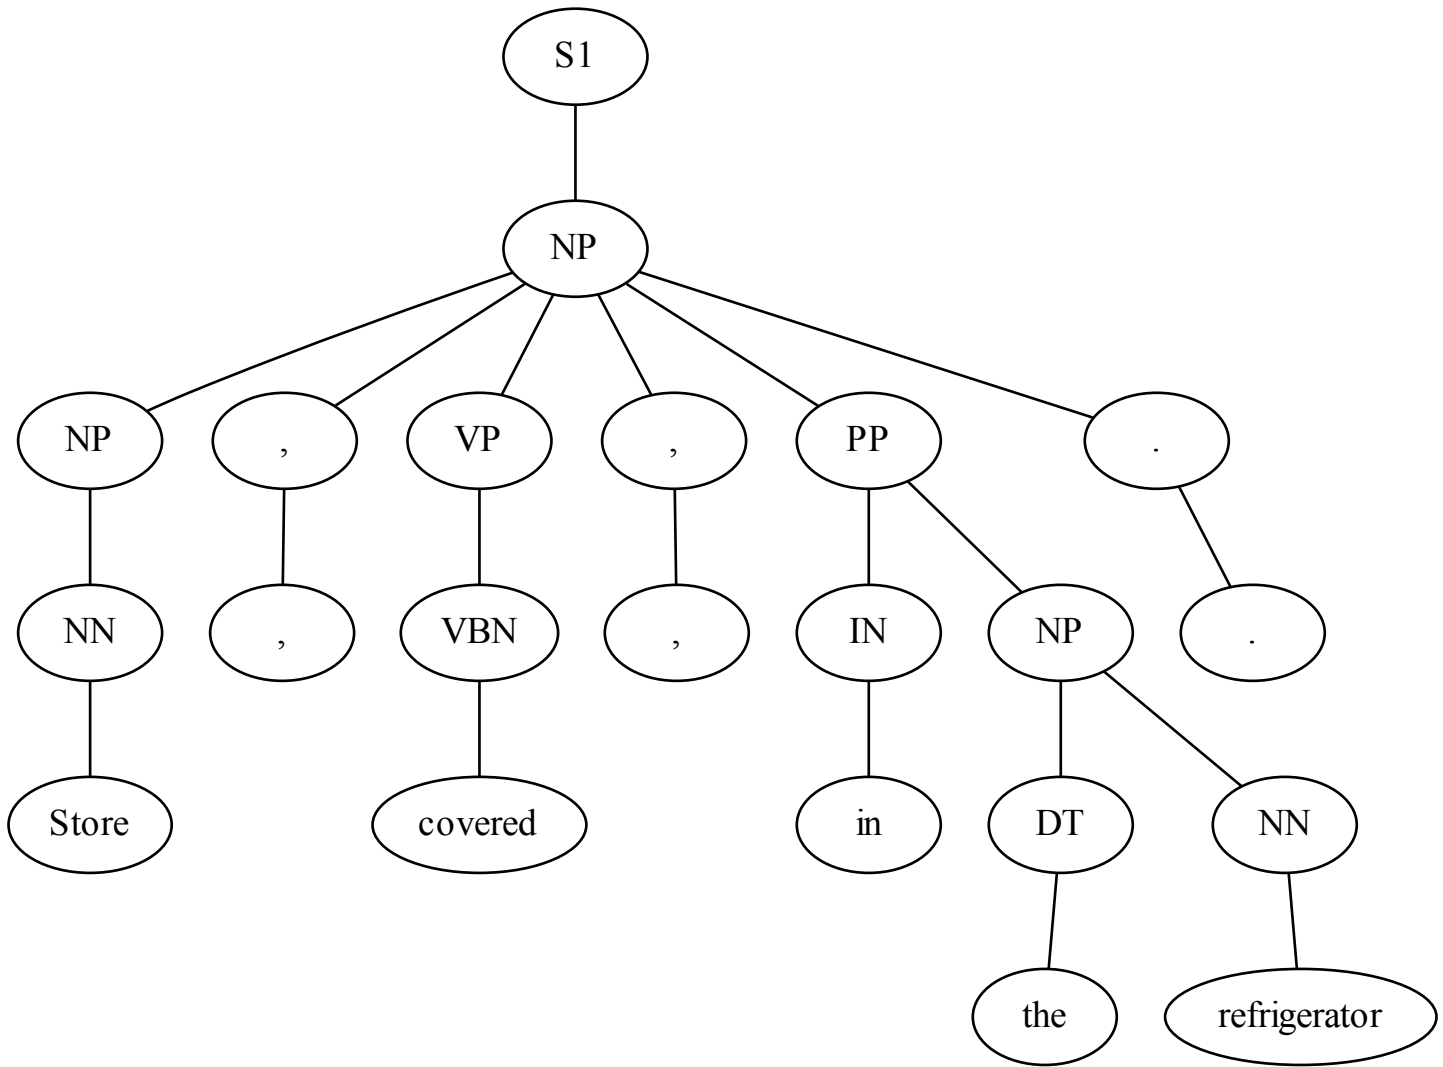 S1
NP
NP , VP , PP .
NN , VBN , IN NP .
Store covered in DT NN
the refrigerator